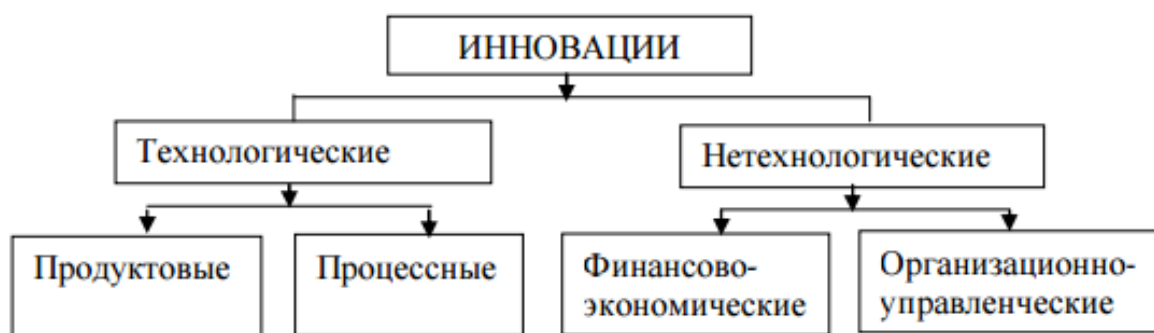 ИННОВАЦИИ
Технологические
Нетехнологические
Продуктовые
Процессные
Финансово-
экономические
Организационно-
управленческие